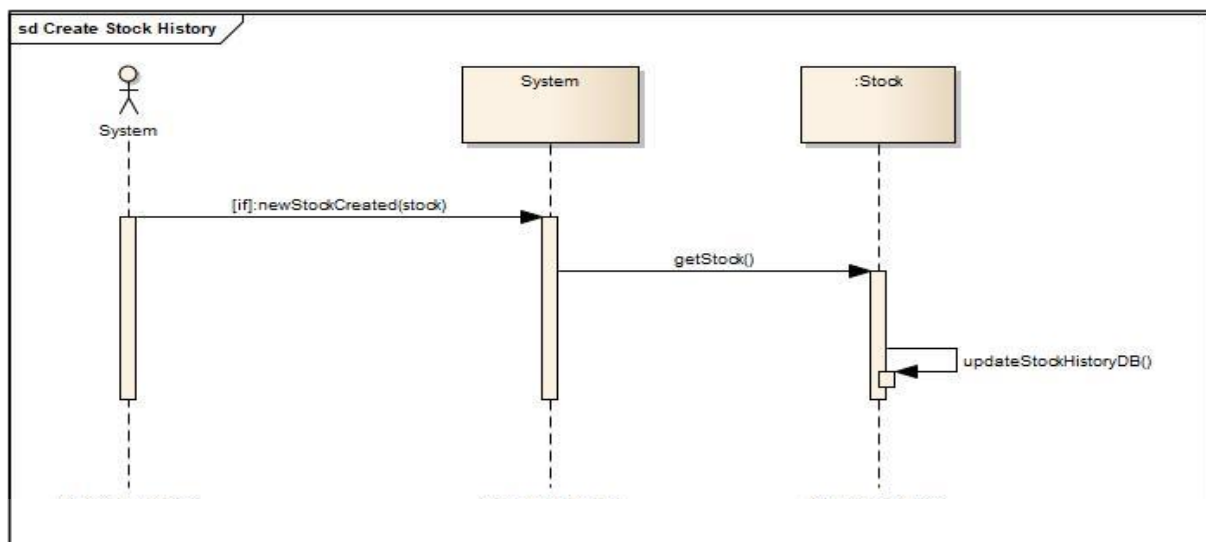 sd Create Stock History
System
System
:Stock
[if]:newStockCreated(stock)
getStock()
updateStockHistoryDB()